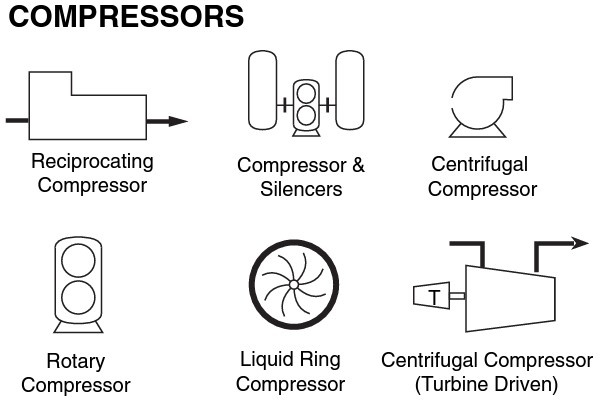 COMPRESSORS
Reciprocating
Compressor
Compressor &
Silencers
Centrifugal
Compressor
Rotary
Compressor
Liquid Ring
Compressor
T
Centrifugal Compressor
(Turbine Driven)